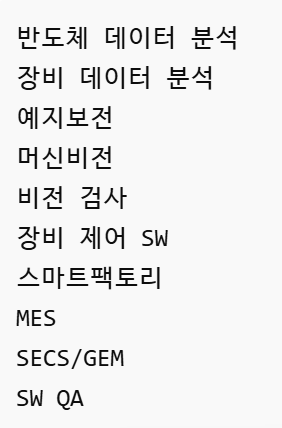 반도체 데이터 분석
장비 데이터 분석
예지보전
머신비전
비전 검사
장비 제어 SW
스마트팩토리
MES
SECS/GEM
SW QA